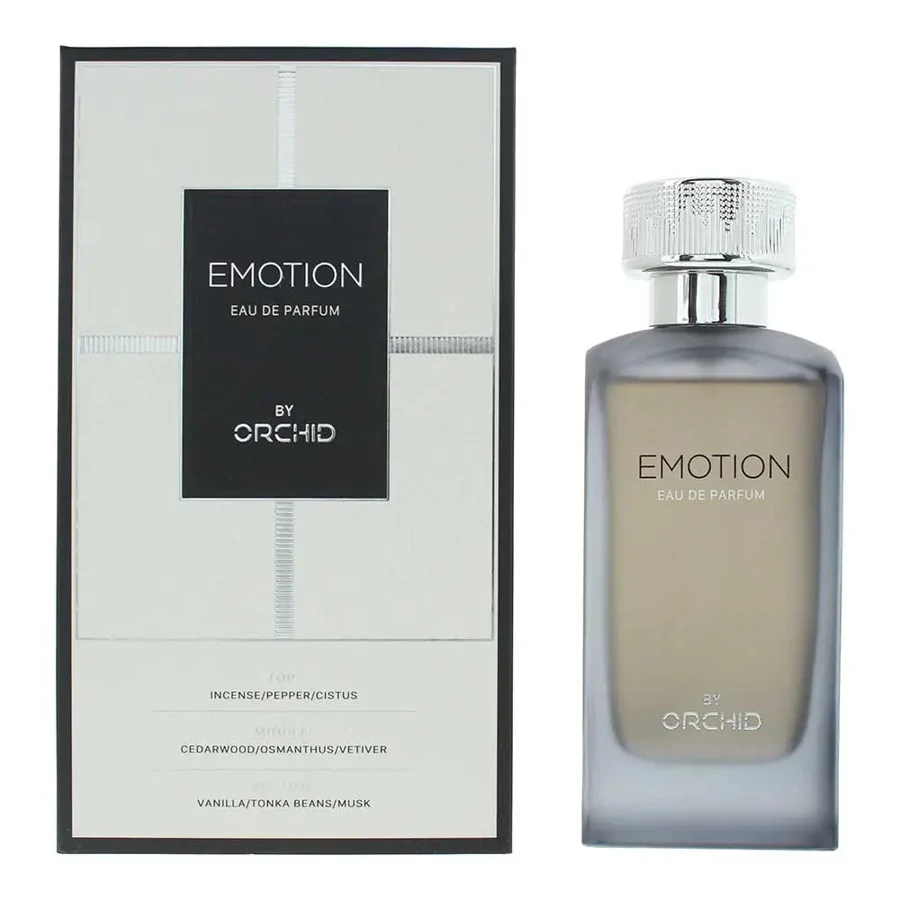 EMOTION
EAU DE PARFUM
BY
ORCHID
TOP
INCENSE/PEPPER/CISTUS
MIDDLE
CEDARWOOD/OSMANTHUS/VETIVER
VANILLA/TONKA BEANS/MUSK
EMOTION
EAU DE PARFUM
BY
ORCHID